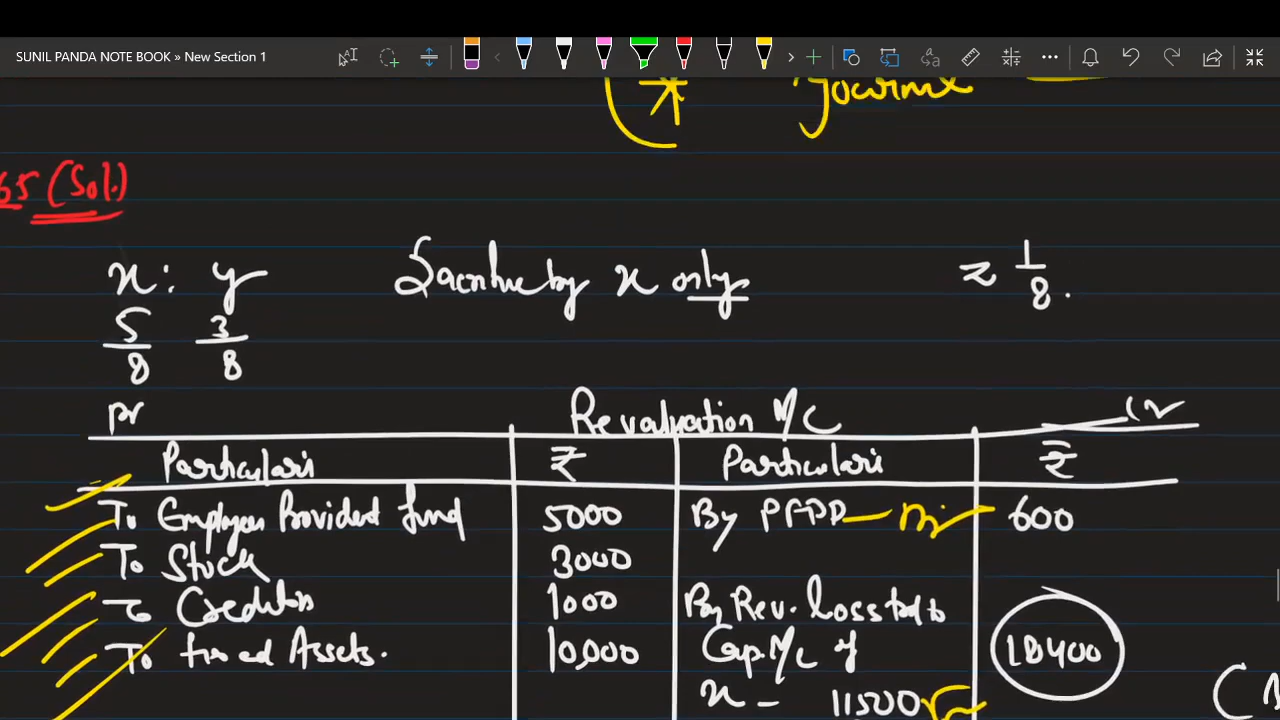 SUNIL PANDA NOTE BOOK » New Section 1
Journal
65 (Sol.)
x : y Sacrifice by x only = 1/8.
5/8 3/8
Dr Revaluation A/C Cr
Particulars ₹ Particulars ₹
To Employees Provided fund 5000 By PFDD 600
To Stock 3000
To Creditors 1000 By Rev. loss tsfd to
To fixed Assets. 10,000 Cap. A/C of 18400
x - 11500